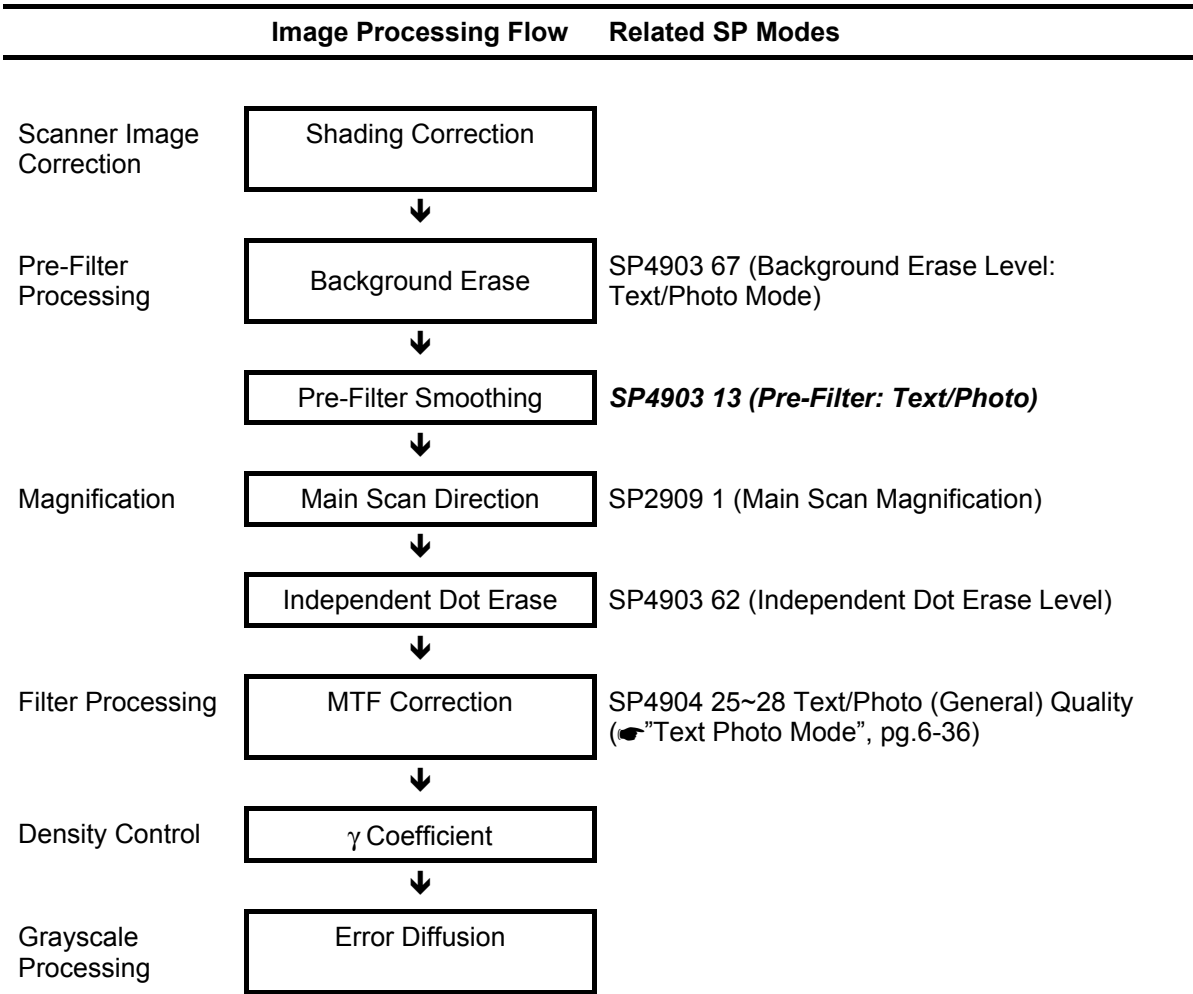 Image Processing Flow Related SP Modes
Scanner Image Correction
Shading Correction
Pre-Filter Processing
Background Erase
SP4903 67 (Background Erase Level:
Text/Photo Mode)
Pre-Filter Smoothing
SP4903 13 (Pre-Filter: Text/Photo)
Magnification
Main Scan Direction
SP2909 1 (Main Scan Magnification)
Independent Dot Erase
SP4903 62 (Independent Dot Erase Level)
Filter Processing
MTF Correction
SP4904 25~28 Text/Photo (General) Quality
(☛"Text Photo Mode", pg.6-36)
Density Control
γ Coefficient
Grayscale
Processing
Error Diffusion